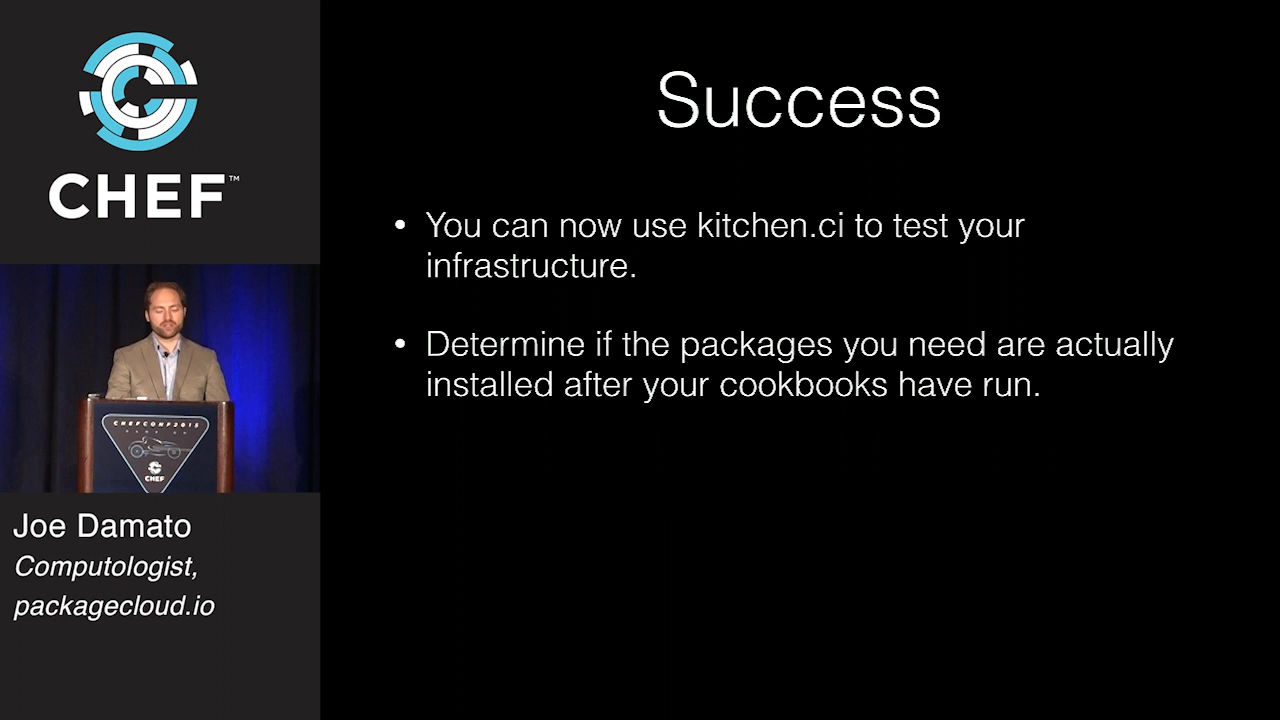 CHEF™
CHEFCONF2015
CHEF
Joe Damato
Computologist,
packagecloud.io
Success
• You can now use kitchen.ci to test your
infrastructure.
• Determine if the packages you need are actually
installed after your cookbooks have run.